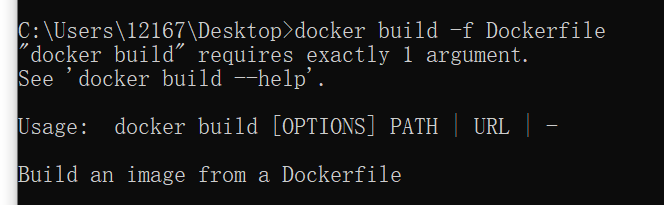 C:\Users\12167\Desktop>docker build -f Dockerfile
"docker build" requires exactly 1 argument.
See 'docker build --help'.
Usage:  docker build [OPTIONS] PATH | URL | -
Build an image from a Dockerfile